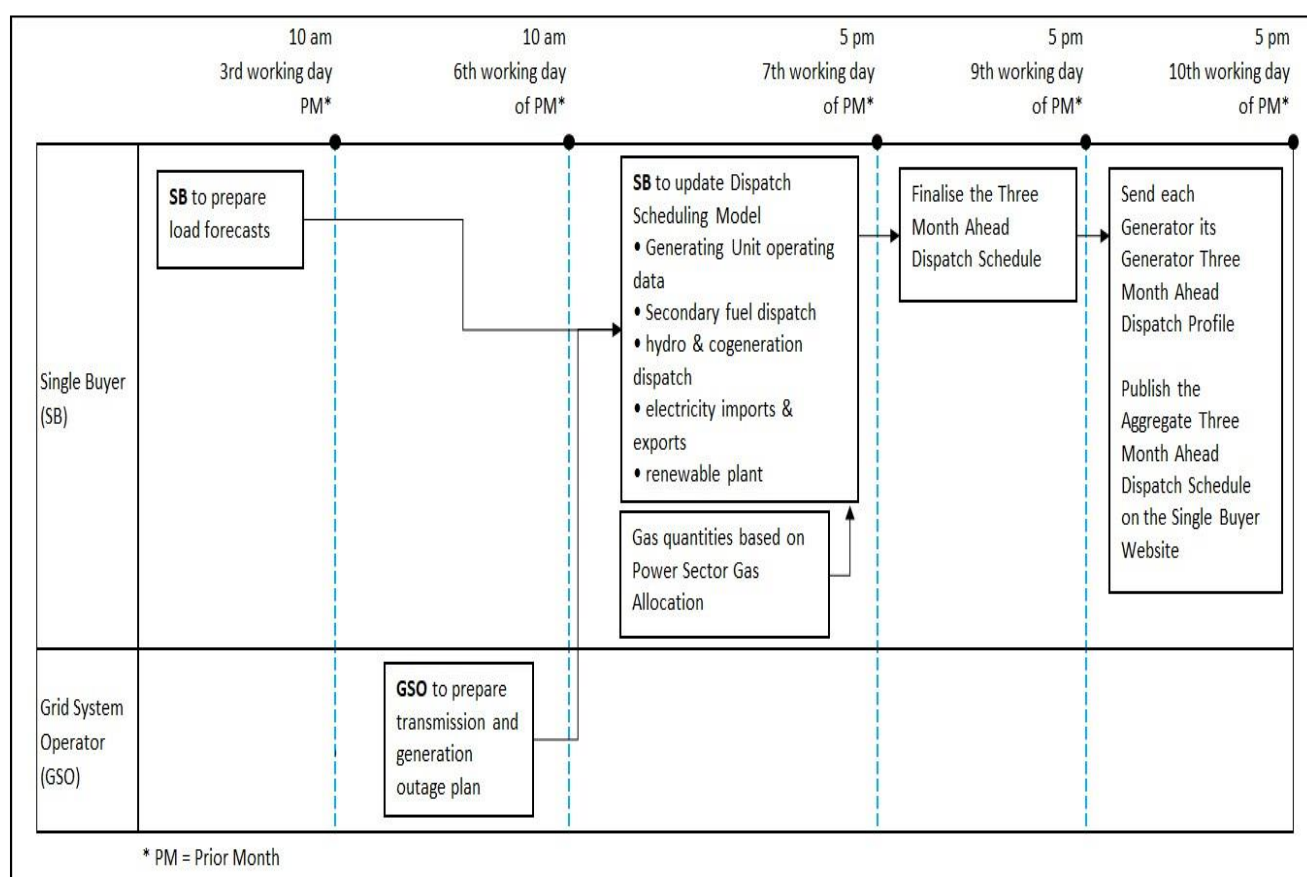 10 am
3rd working day
PM*
10 am
6th working day
of PM*
5 pm
7th working day
of PM*
5 pm
9th working day
of PM*
5 pm
10th working day
of PM*
Single Buyer
(SB)
SB to prepare
load forecasts
SB to update Dispatch
Scheduling Model
• Generating Unit operating
data
• Secondary fuel dispatch
• hydro & cogeneration
dispatch
• electricity imports &
exports
• renewable plant
Gas quantities based on
Power Sector Gas
Allocation
Finalise the Three
Month Ahead
Dispatch Schedule
Send each
Generator its
Generator Three
Month Ahead
Dispatch Profile
Publish the
Aggregate Three
Month Ahead
Dispatch Schedule
on the Single Buyer
Website
Grid System
Operator
(GSO)
GSO to prepare
transmission and
generation
outage plan
* PM = Prior Month